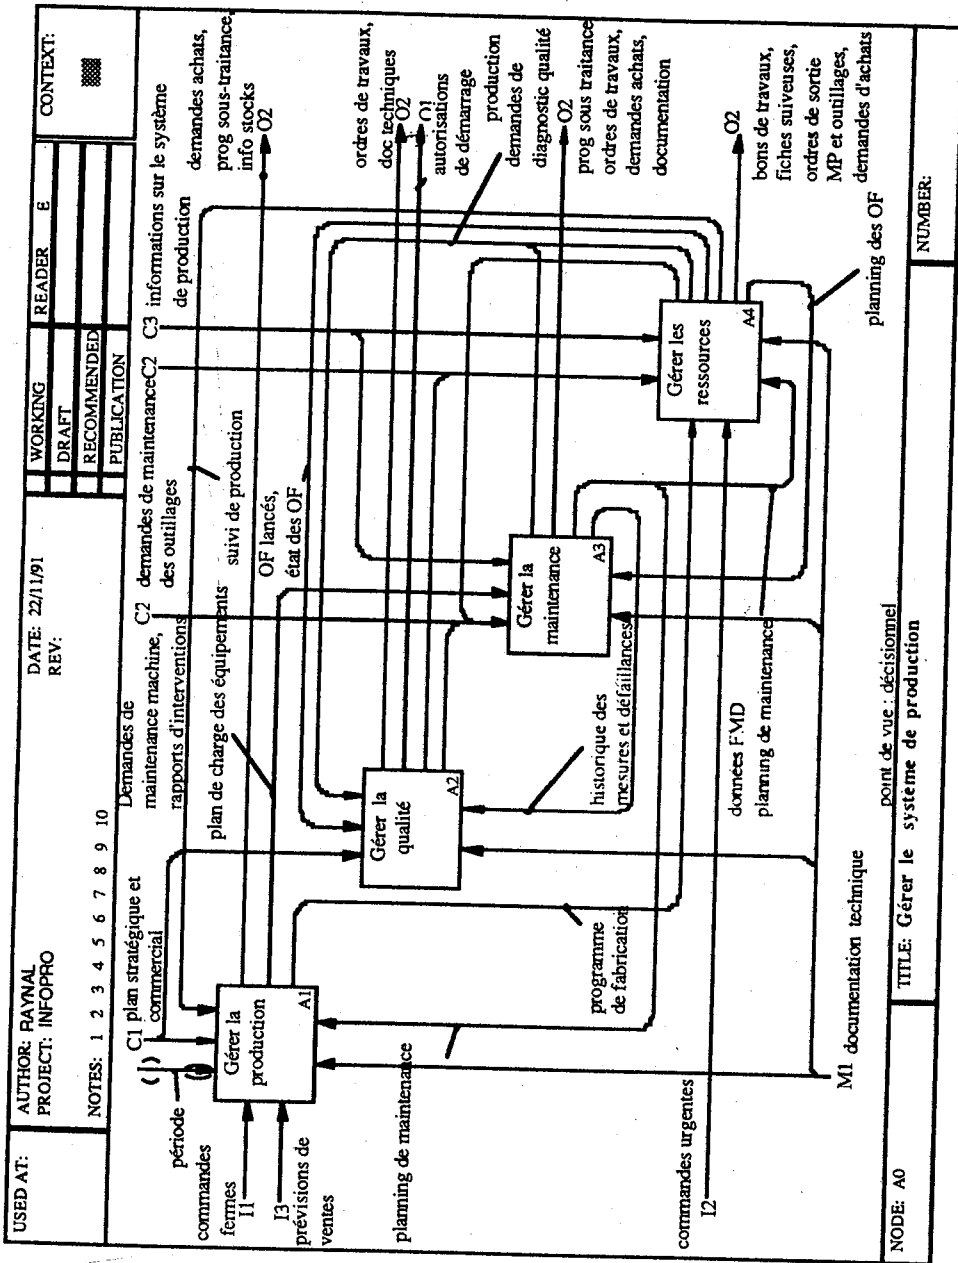 USED AT:
AUTHOR: RAYNAL
PROJECT: INFOPRO
NOTES: 1 2 3 4 5 6 7 8 9 10
DATE: 22/11/91
REV:
WORKING
DRAFT
RECOMMENDED
PUBLICATION
READER E
CONTEXT:
période
C1 plan stratégique et
commercial
Demandes de
maintenance machine,
rapports d'interventions
C2
demandes de maintenance
des outillages
C2
C3
informations sur le système
de production
commandes
fermes
I1
I3
prévisions de
ventes
Gérer la
production
A1
plan de charge des équipements
suivi de production
OF lancés,
état des OF
demandes achats,
prog sous-traitance,
info stocks
O2
Gérer la
qualité
A2
ordres de travaux,
doc techniques
O2
O1
autorisations
de démarrage
production
demandes de
diagnostic qualité
planning de maintenance
programme
de fabrication
historique des
mesures et défaillances
Gérer la
maintenance
A3
O2
prog sous traitance
ordres de travaux,
demandes achats,
documentation
commandes urgentes
I2
données FMD
planning de maintenance
Gérer les
ressources
A4
O2
bons de travaux,
fiches suiveuses,
ordres de sortie
MP et outillages,
demandes d'achats
planning des OF
M1 documentation technique
point de vue : décisionnel
NODE: A0
TITLE: Gérer le système de production
NUMBER: